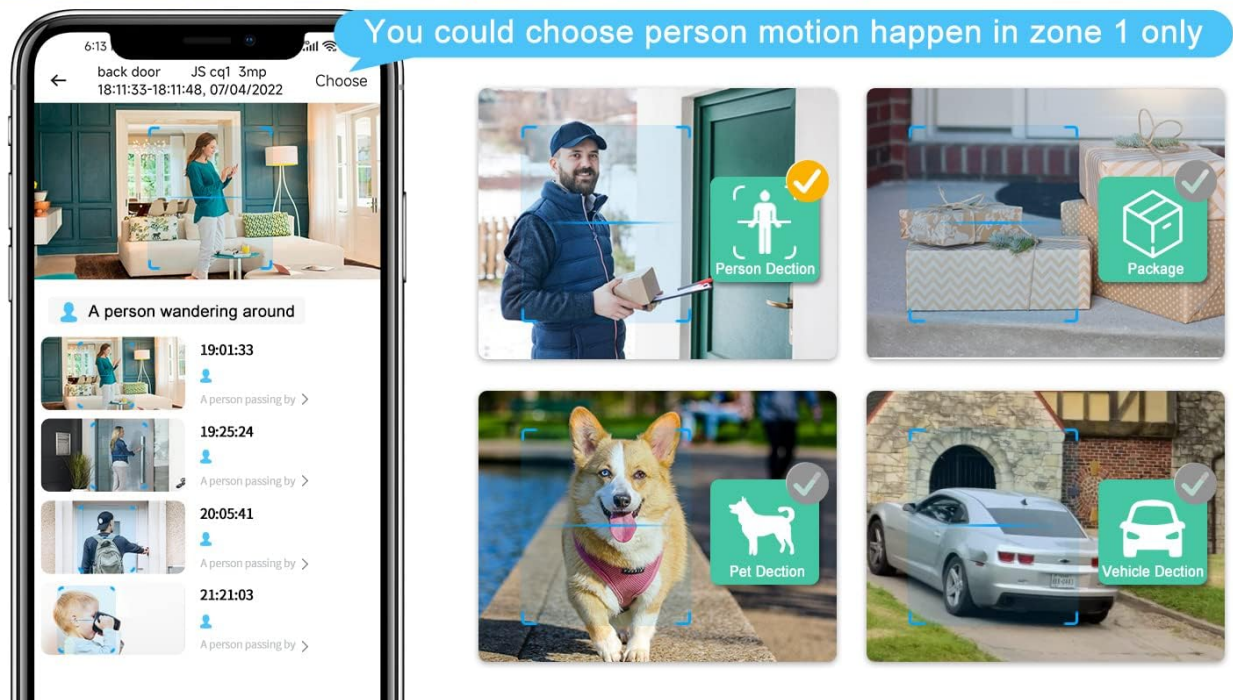 You could choose person motion happen in zone 1 only
6:13
back door JS cq1 3mp
18:11:33-18:11:48, 07/04/2022
Choose
A person wandering around
19:01:33
A person passing by
19:25:24
A person passing by
20:05:41
A person passing by
21:21:03
A person passing by
Person Dection
Package
Pet Dection
Vehicle Dection